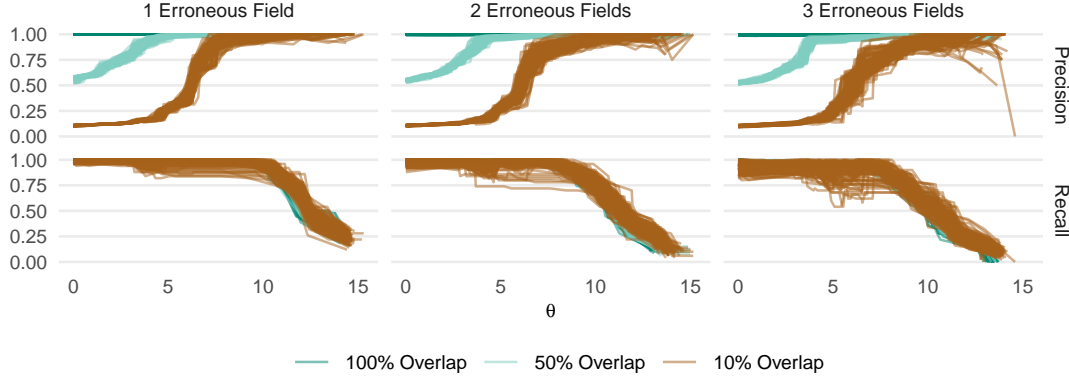 1 Erroneous Field 2 Erroneous Fields 3 Erroneous Fields
1.00
0.75
0.50
0.25
0.00
Precision
1.00
0.75
0.50
0.25
0.00
Recall
0 5 10 15 0 5 10 15 0 5 10 15
θ
100% Overlap 50% Overlap 10% Overlap